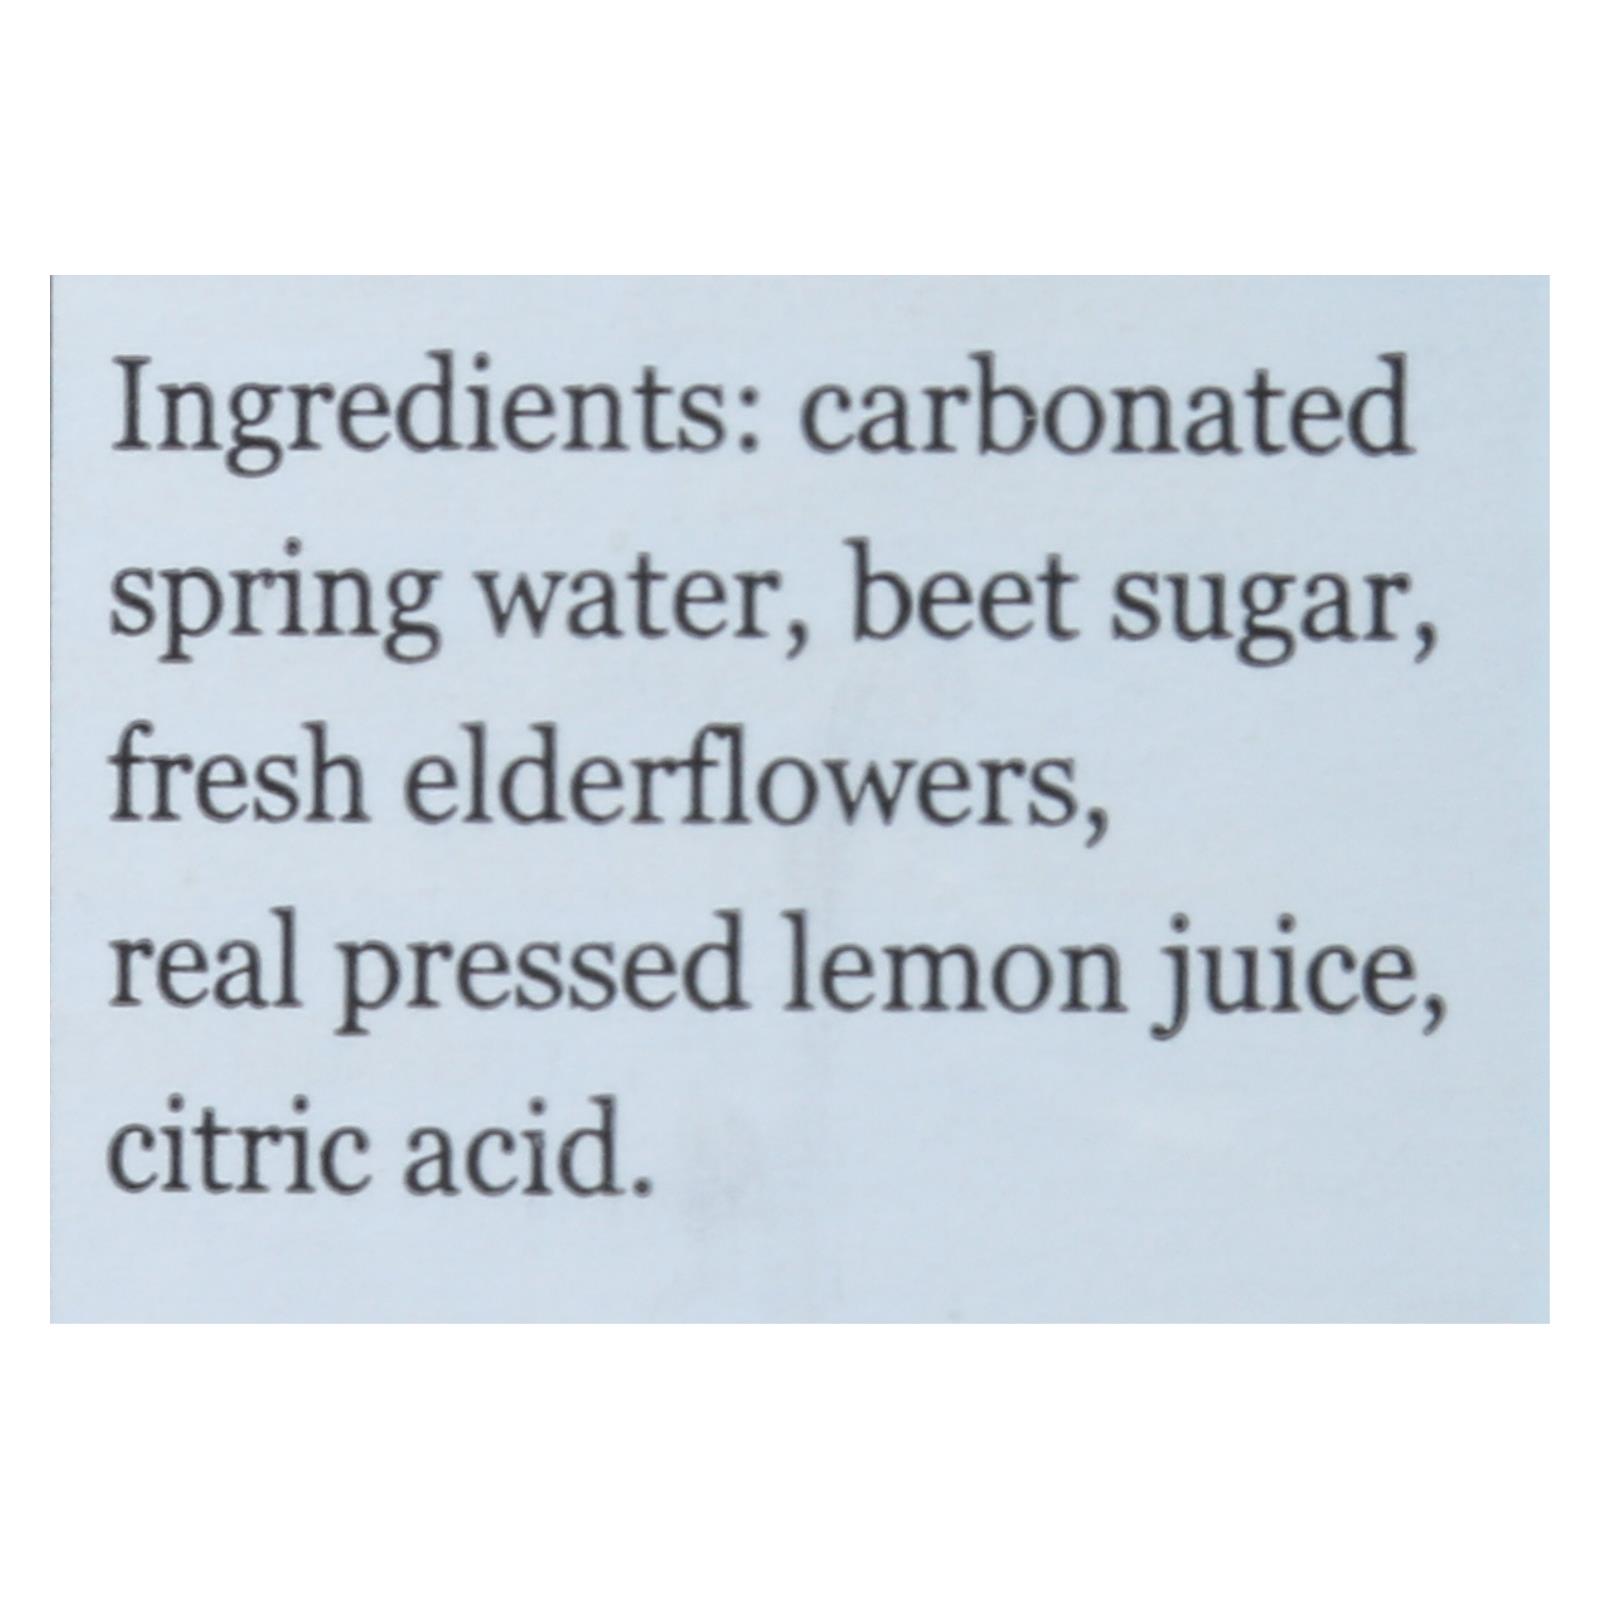 Ingredients: carbonated
spring water, beet sugar,
fresh elderflowers,
real pressed lemon juice,
citric acid.